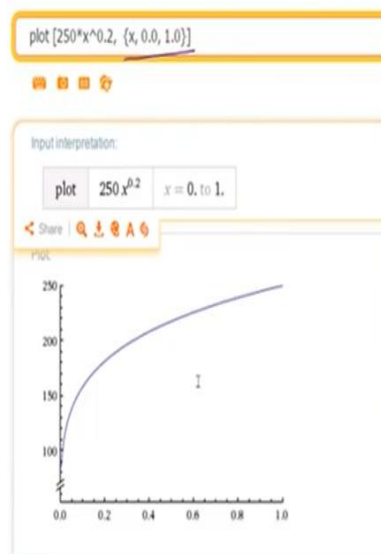 plot [250*x^0.2, {x, 0.0, 1.0}]
Input interpretation:
plot 250 x^0.2 x = 0. to 1.
Share A
Plot:
250
200
150
100
0.0 0.2 0.4 0.6 0.8 1.0